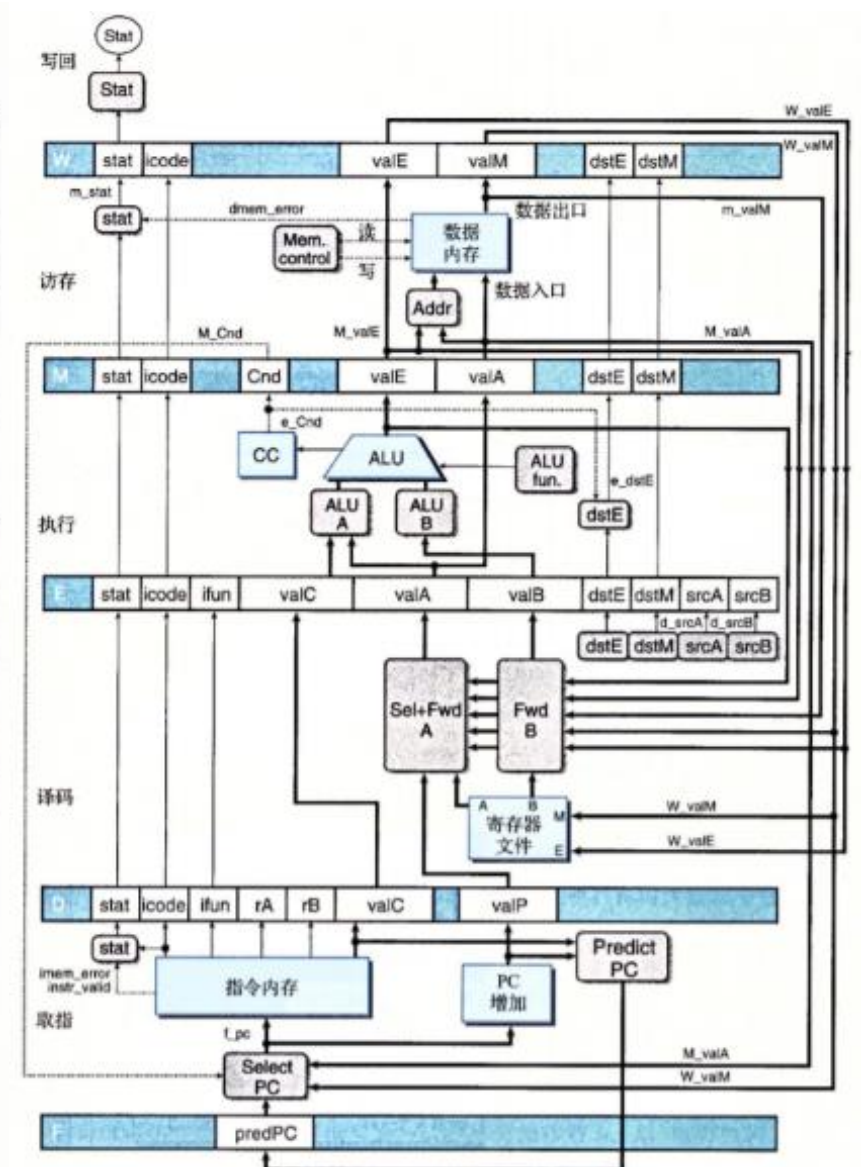 Stat
写回
Stat
W_valE
W stat icode valE valM dstE dstM
W_valM
m_stat
stat
dmem_error
数据出口
m_valM
Mem. control
读
写
数据内存
访存
数据入口
Addr
M_Cnd
M_valE
M_valA
M stat icode Cnd valE valA dstE dstM
e_Cnd
CC
ALU
ALU fun.
e_dstE
ALU A
ALU B
dstE
执行
E stat icode ifun valC valA valB dstE dstM srcA srcB
d_srcA d_srcB
dstE dstM srcA srcB
Sel+Fwd A
Fwd B
译码
A B
M
E
寄存器文件
W_valM
W_valE
D stat icode ifun rA rB valC valP
stat
Predict PC
imem_error
instr_valid
指令内存
PC 增加
取指
f_pc
Select PC
M_valA
W_valM
F predPC